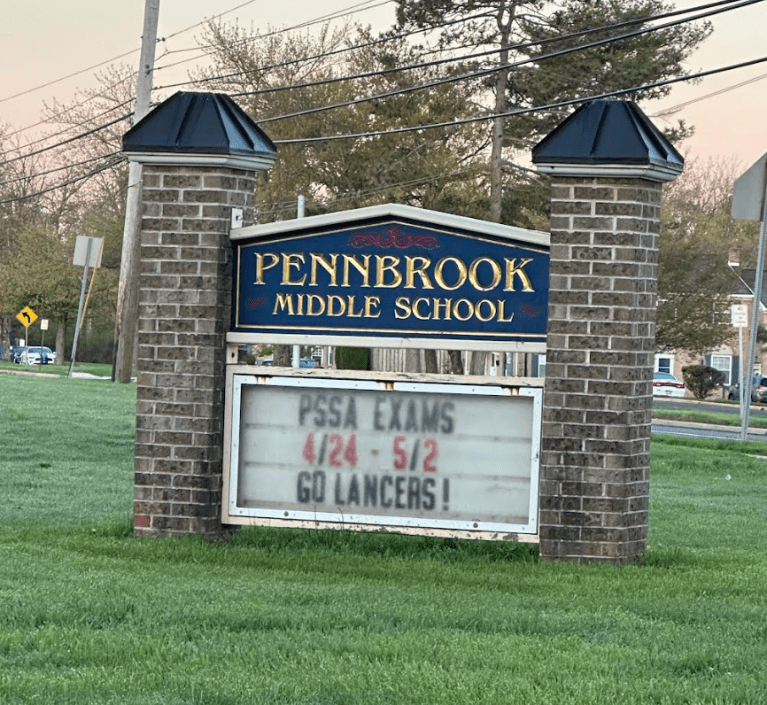 PENNBROOK
MIDDLE SCHOOL
PSSA EXAMS
4/24 - 5/2
GO LANCERS!